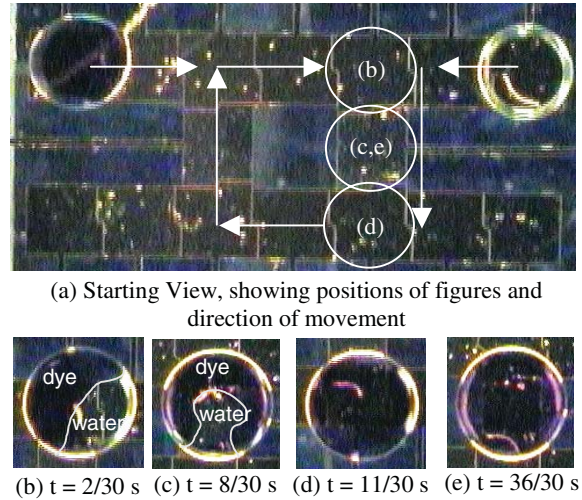 (b)
(c,e)
(d)
(a) Starting View, showing positions of figures and
direction of movement
dye
water
dye
water
(b) t = 2/30 s
(c) t = 8/30 s
(d) t = 11/30 s
(e) t = 36/30 s